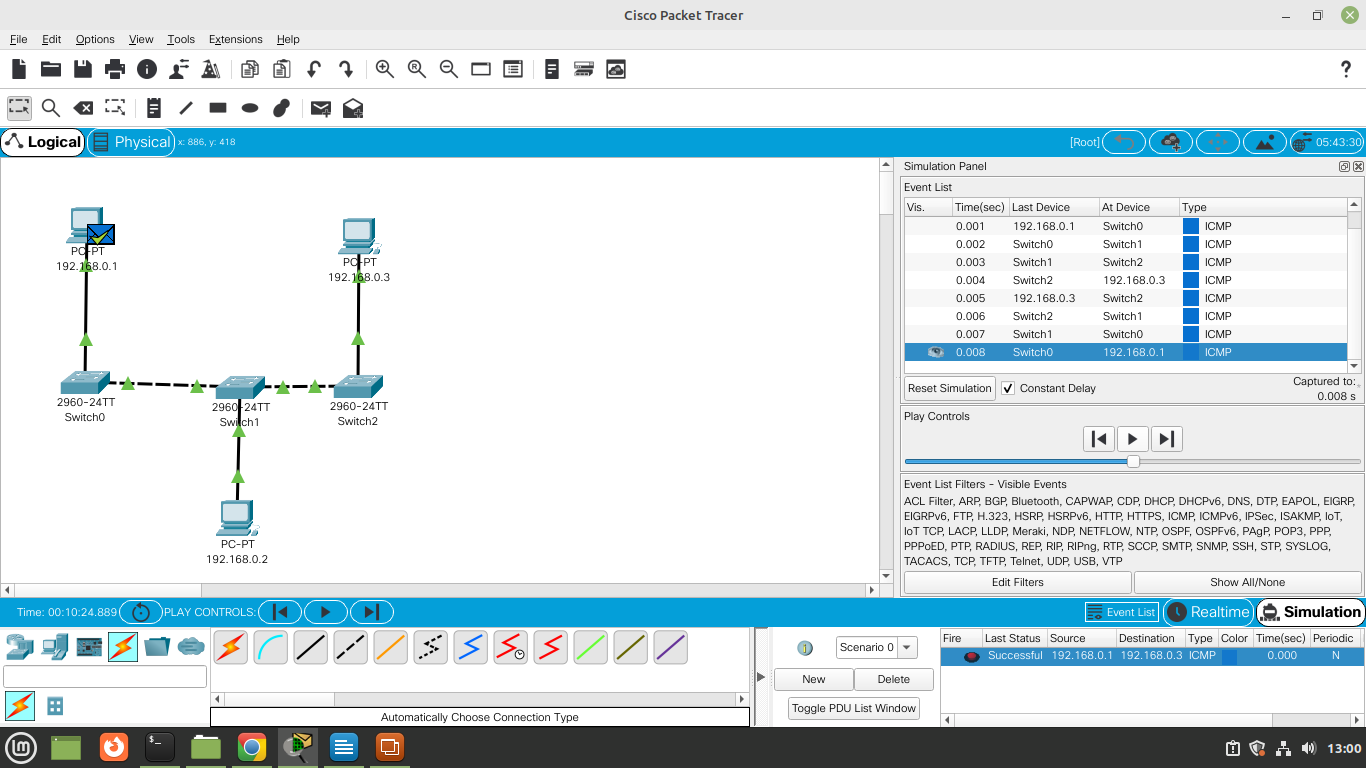 Cisco Packet Tracer
File Edit Options View Tools Extensions Help
?
Logical Physical x: 886, y: 418 [Root] 05:43:30
PC-PT
192.168.0.1
PC-PT
192.168.0.3
2960-24TT
Switch0
2960-24TT
Switch1
2960-24TT
Switch2
PC-PT
192.168.0.2
Simulation Panel
Event List
Vis. Time(sec) Last Device At Device Type
0.001 192.168.0.1 Switch0 ICMP
0.002 Switch0 Switch1 ICMP
0.003 Switch1 Switch2 ICMP
0.004 Switch2 192.168.0.3 ICMP
0.005 192.168.0.3 Switch2 ICMP
0.006 Switch2 Switch1 ICMP
0.007 Switch1 Switch0 ICMP
0.008 Switch0 192.168.0.1 ICMP
Reset Simulation Constant Delay Captured to:
0.008 s
Play Controls
Event List Filters - Visible Events
ACL Filter, ARP, BGP, Bluetooth, CAPWAP, CDP, DHCP, DHCPv6, DNS, DTP, EAPOL, EIGRP,
EIGRPv6, FTP, H.323, HSRP, HSRPv6, HTTP, HTTPS, ICMP, ICMPv6, IPSec, ISAKMP, IoT,
IoT TCP, LACP, LLDP, Meraki, NDP, NETFLOW, NTP, OSPF, OSPFv6, PAgP, POP3, PPP,
PPPoED, PTP, RADIUS, REP, RIP, RIPng, RTP, SCCP, SMTP, SNMP, SSH, STP, SYSLOG,
TACACS, TCP, TFTP, Telnet, UDP, USB, VTP
Edit Filters Show All/None
Time: 00:10:24.889 PLAY CONTROLS: Event List Realtime Simulation
Automatically Choose Connection Type
Scenario 0
New Delete
Toggle PDU List Window
Fire Last Status Source Destination Type Color Time(sec) Periodic
Successful 192.168.0.1 192.168.0.3 ICMP 0.000 N
13:00